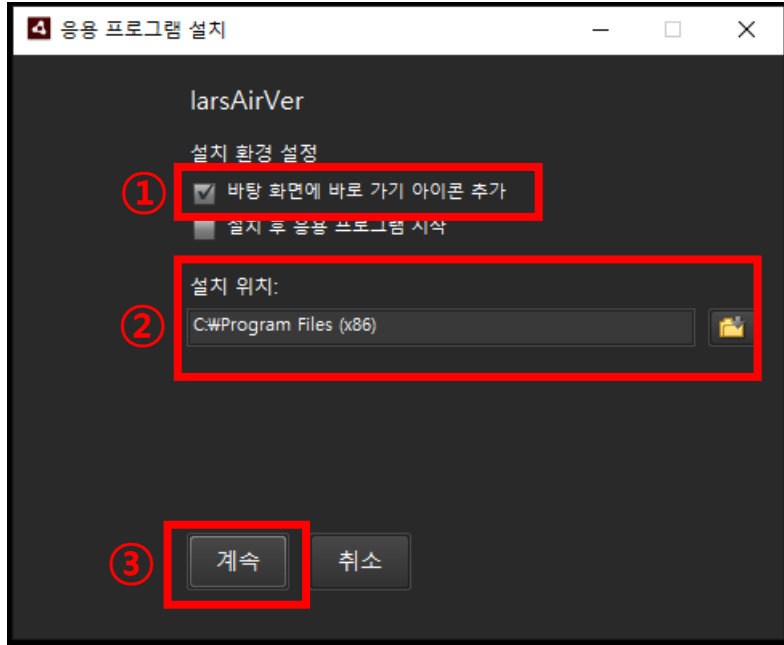 응용 프로그램 설치
larsAirVer
설치 환경 설정
① 바탕 화면에 바로 가기 아이콘 추가
설치 후 응용 프로그램 시작
설치 위치:
② C:₩Program Files (x86)
③ 계속 취소